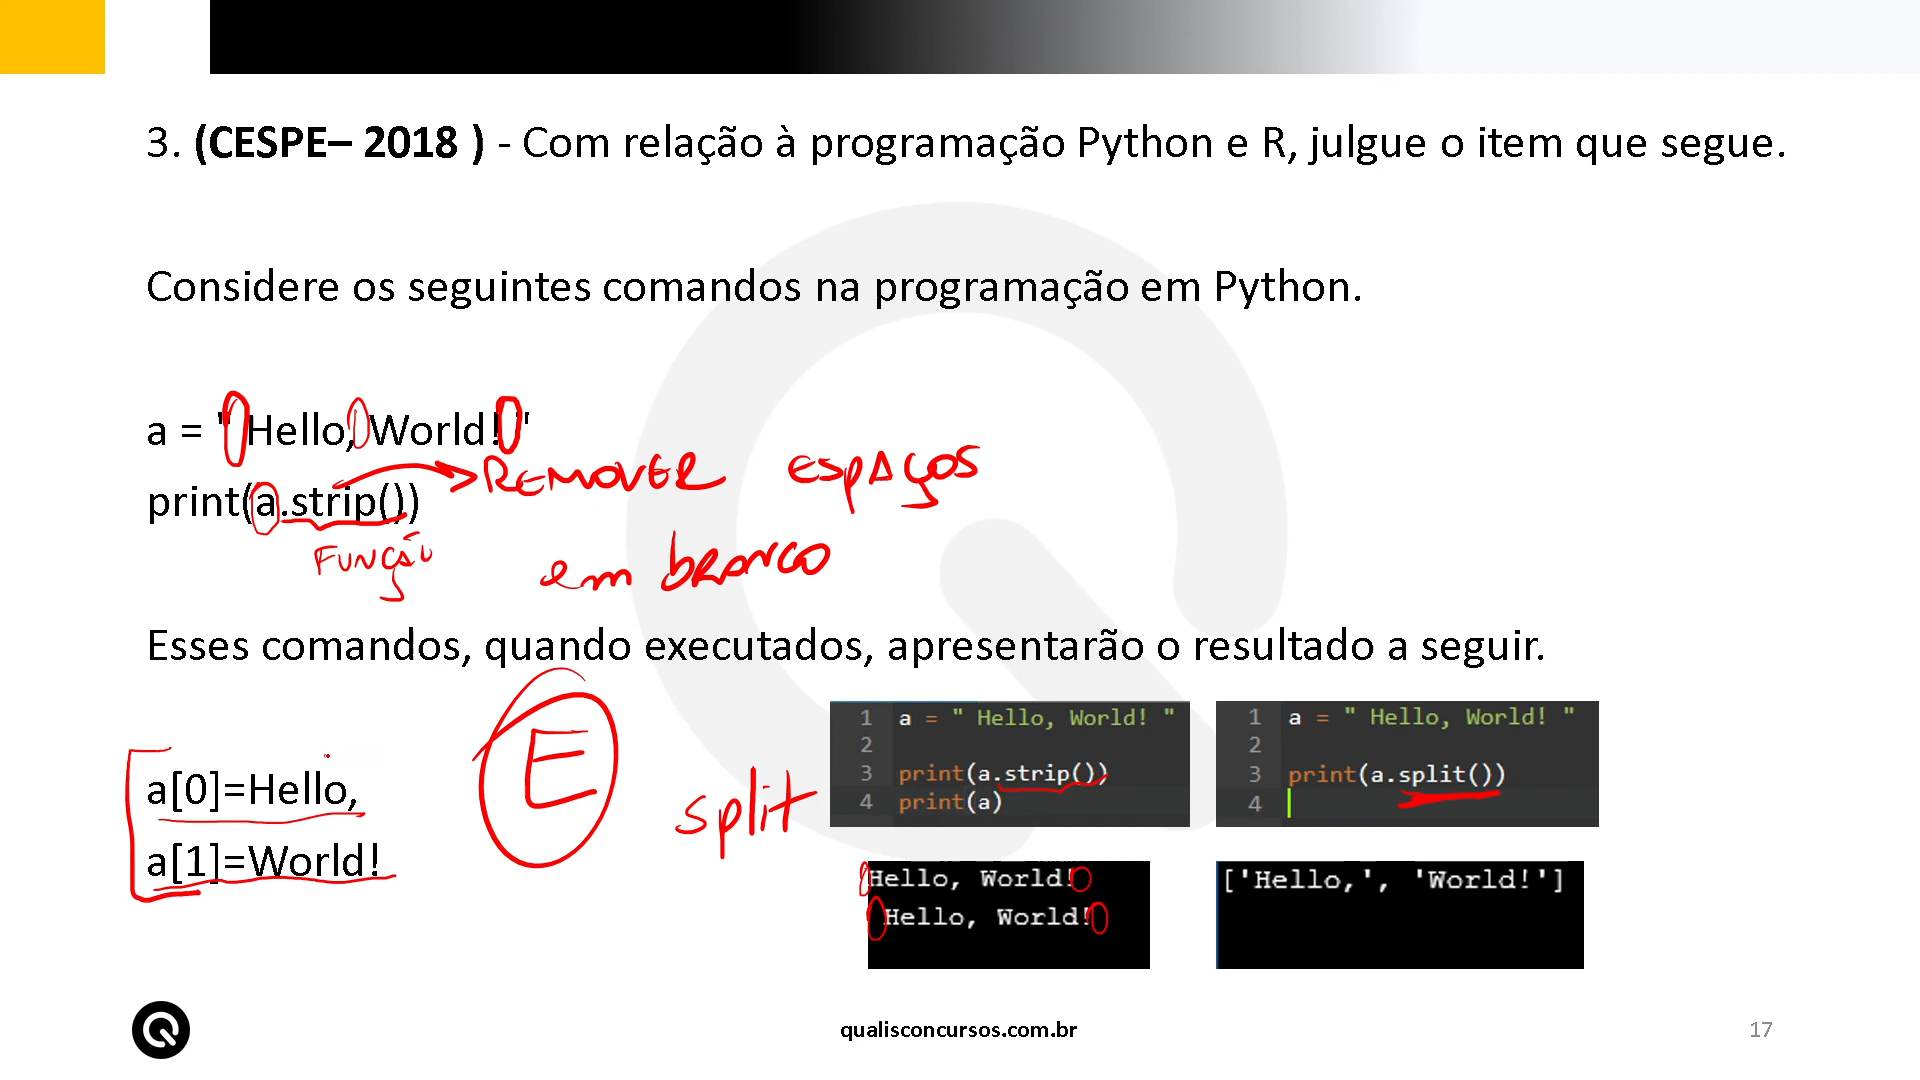 3. (CESPE– 2018 ) - Com relação à programação Python e R, julgue o item que segue.
Considere os seguintes comandos na programação em Python.
a = " Hello, World! "
print(a.strip())
REMOVER ESPAÇOS
FUNÇÃO
em branco
Esses comandos, quando executados, apresentarão o resultado a seguir.
a[0]=Hello,
a[1]=World!
E
split
1 a = " Hello, World! "
2
3 print(a.strip())
4 print(a)
1 a = " Hello, World! "
2
3 print(a.split())
4
Hello, World!
Hello, World!
['Hello,', 'World!']
qualisconcursos.com.br
17